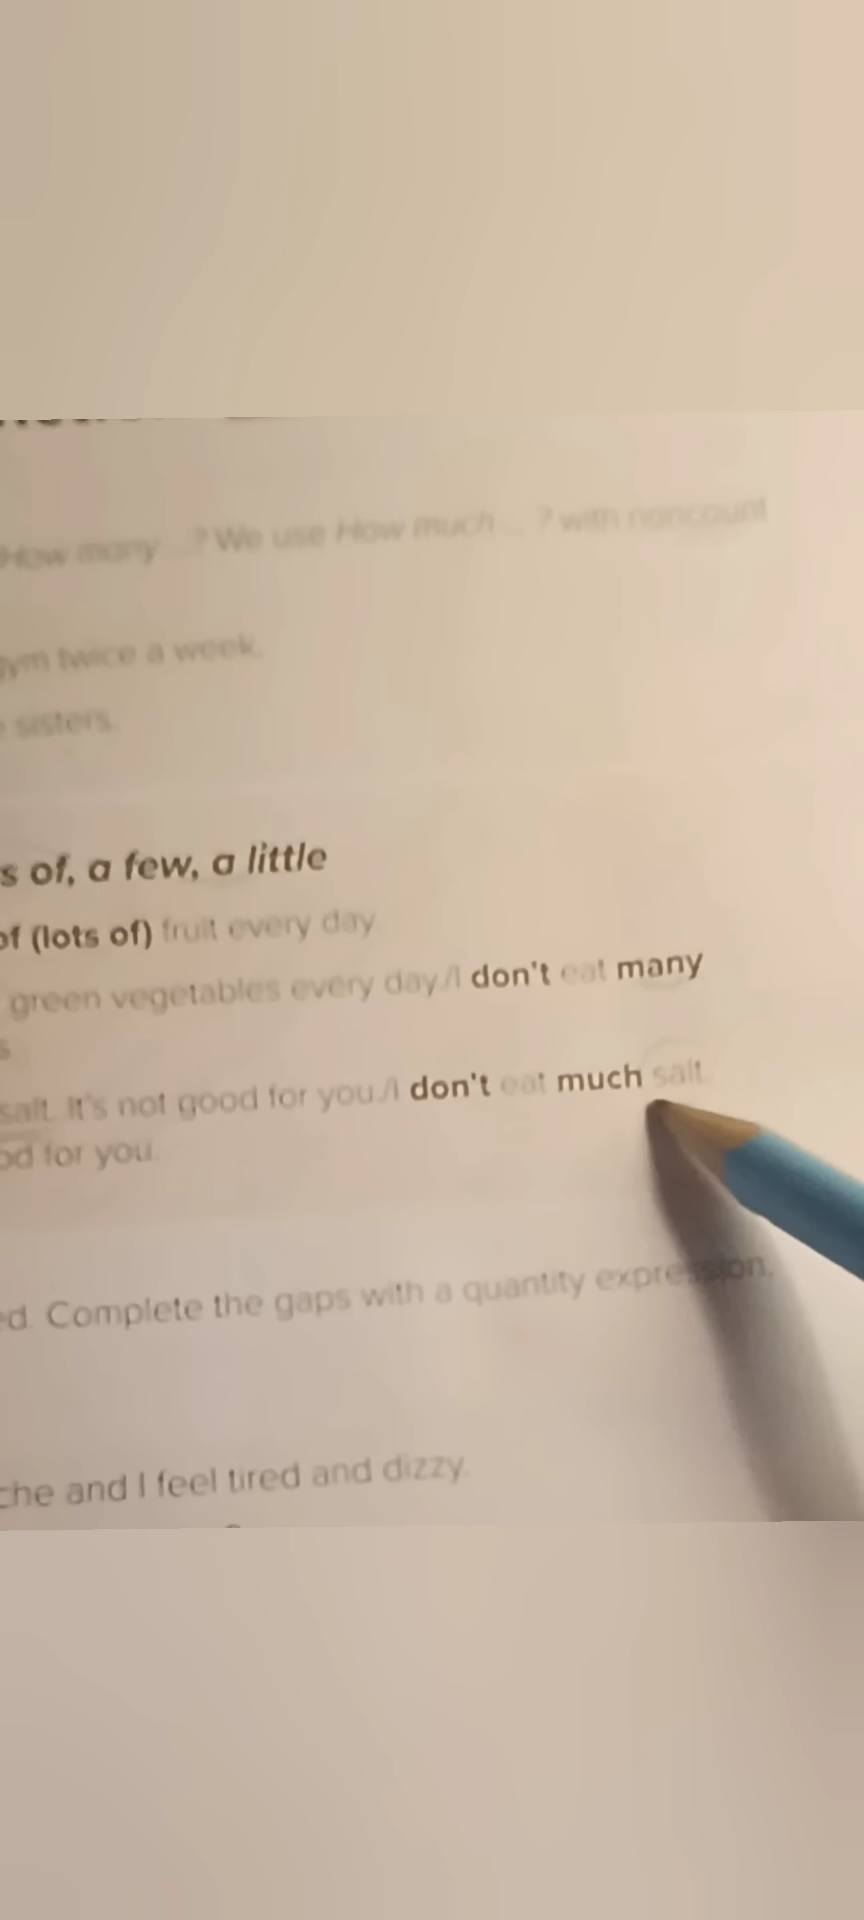 How many ...? We use How much ... ? with noncount
gym twice a week.
sisters.
s of, a few, a little
of (lots of) fruit every day.
green vegetables every day./I don't eat many
s.
salt. It's not good for you./I don't eat much salt.
od for you.
ed. Complete the gaps with a quantity expression.
che and I feel tired and dizzy.